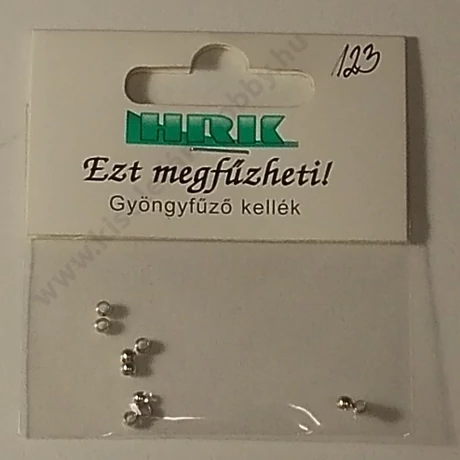 123
HRK
Ezt megfűzheti!
Gyöngyfűző kellék